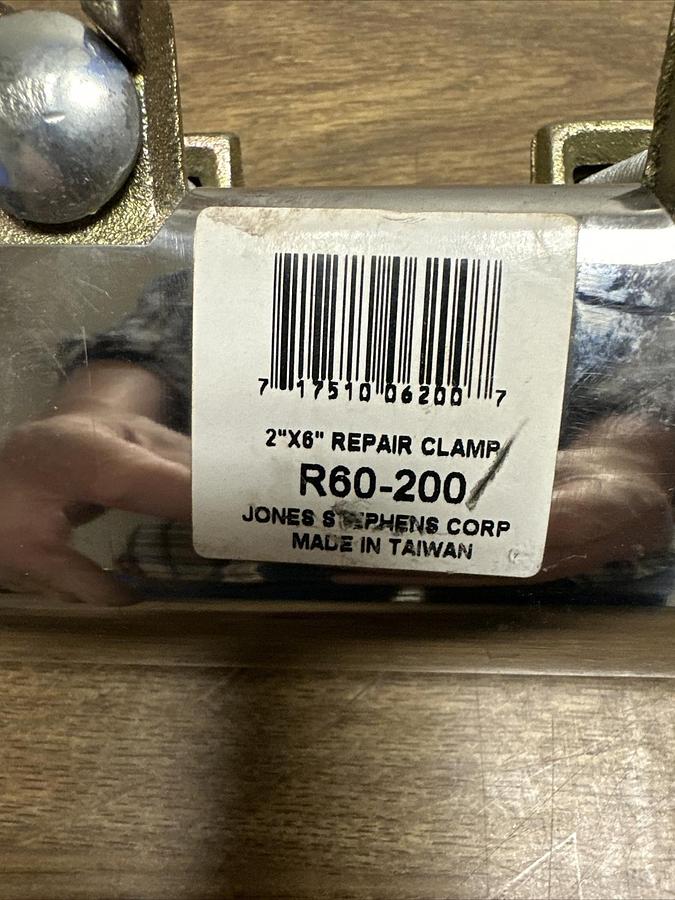 7 17510 06200 7
2"X6" REPAIR CLAMP
R60-200
JONES STEPHENS CORP
MADE IN TAIWAN